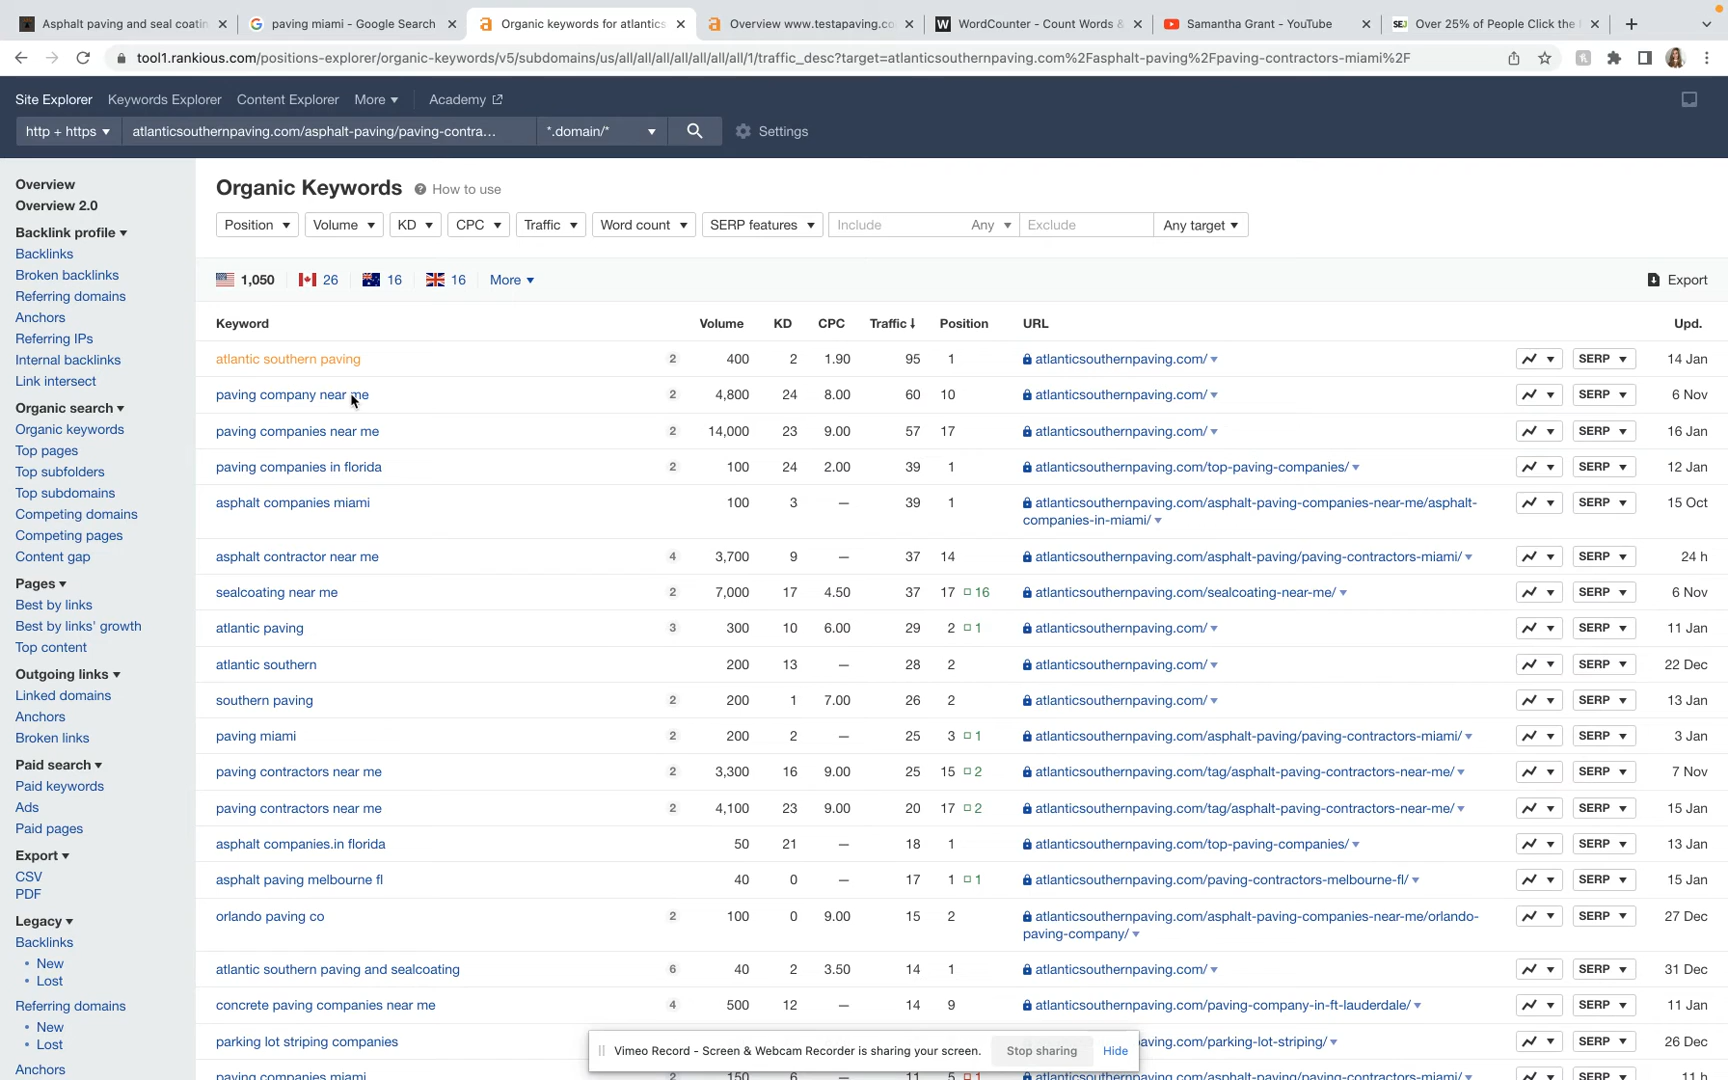 Asphalt paving and seal coatin
paving miami - Google Search
Organic keywords for atlantics
Overview www.testapaving.co
WordCounter - Count Words &
Samantha Grant - YouTube
SEJ Over 25% of People Click the
tool1.rankious.com/positions-explorer/organic-keywords/v5/subdomains/us/all/all/all/all/all/all/all/1/traffic_desc?target=atlanticsouthernpaving.com%2Fasphalt-paving%2Fpaving-contractors-miami%2F
Site Explorer Keywords Explorer Content Explorer More Academy
http + https atlanticsouthernpaving.com/asphalt-paving/paving-contra... *.domain/* Settings
Overview
Overview 2.0
Backlink profile
Backlinks
Broken backlinks
Referring domains
Anchors
Referring IPs
Internal backlinks
Link intersect
Organic search
Organic keywords
Top pages
Top subfolders
Top subdomains
Competing domains
Competing pages
Content gap
Pages
Best by links
Best by links' growth
Top content
Outgoing links
Linked domains
Anchors
Broken links
Paid search
Paid keywords
Ads
Paid pages
Export
CSV
PDF
Legacy
Backlinks
• New
• Lost
Referring domains
• New
• Lost
Anchors
Organic Keywords ? How to use
Position Volume KD CPC Traffic Word count SERP features Include Any Exclude Any target
1,050 26 16 16 More Export
Keyword Volume KD CPC Traffic Position URL Upd.
atlantic southern paving 2 400 2 1.90 95 1 atlanticsouthernpaving.com/ SERP 14 Jan
paving company near me 2 4,800 24 8.00 60 10 atlanticsouthernpaving.com/ SERP 6 Nov
paving companies near me 2 14,000 23 9.00 57 17 atlanticsouthernpaving.com/ SERP 16 Jan
paving companies in florida 2 100 24 2.00 39 1 atlanticsouthernpaving.com/top-paving-companies/ SERP 12 Jan
asphalt companies miami 100 3 — 39 1 atlanticsouthernpaving.com/asphalt-paving-companies-near-me/asphalt- SERP 15 Oct
companies-in-miami/
asphalt contractor near me 4 3,700 9 — 37 14 atlanticsouthernpaving.com/asphalt-paving/paving-contractors-miami/ SERP 24 h
sealcoating near me 2 7,000 17 4.50 37 17 16 atlanticsouthernpaving.com/sealcoating-near-me/ SERP 6 Nov
atlantic paving 3 300 10 6.00 29 2 1 atlanticsouthernpaving.com/ SERP 11 Jan
atlantic southern 200 13 — 28 2 atlanticsouthernpaving.com/ SERP 22 Dec
southern paving 2 200 1 7.00 26 2 atlanticsouthernpaving.com/ SERP 13 Jan
paving miami 2 200 2 — 25 3 1 atlanticsouthernpaving.com/asphalt-paving/paving-contractors-miami/ SERP 3 Jan
paving contractors near me 2 3,300 16 9.00 25 15 2 atlanticsouthernpaving.com/tag/asphalt-paving-contractors-near-me/ SERP 7 Nov
paving contractors near me 2 4,100 23 9.00 20 17 2 atlanticsouthernpaving.com/tag/asphalt-paving-contractors-near-me/ SERP 15 Jan
asphalt companies.in florida 50 21 — 18 1 atlanticsouthernpaving.com/top-paving-companies/ SERP 13 Jan
asphalt paving melbourne fl 40 0 — 17 1 1 atlanticsouthernpaving.com/paving-contractors-melbourne-fl/ SERP 15 Jan
orlando paving co 2 100 0 9.00 15 2 atlanticsouthernpaving.com/asphalt-paving-companies-near-me/orlando- SERP 27 Dec
paving-company/
atlantic southern paving and sealcoating 6 40 2 3.50 14 1 atlanticsouthernpaving.com/ SERP 31 Dec
concrete paving companies near me 4 500 12 — 14 9 atlanticsouthernpaving.com/paving-company-in-ft-lauderdale/ SERP 11 Jan
parking lot striping companies paving.com/parking-lot-striping/ SERP 26 Dec
paving companies miami 2 150 6 — 11 5 1 atlanticsouthernpaving.com/asphalt-paving/paving-contractors-miami/ SERP 11 h
Vimeo Record - Screen & Webcam Recorder is sharing your screen. Stop sharing Hide